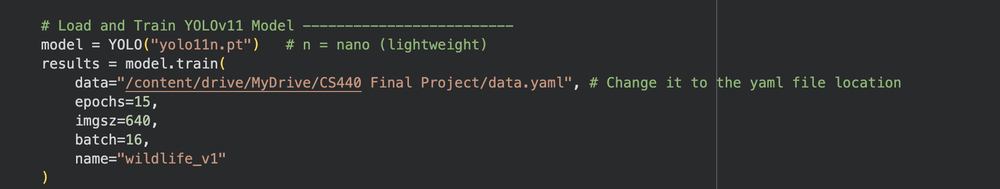 # Load and Train YOLOv11 Model -------------------------
model = YOLO("yolo11n.pt")   # n = nano (lightweight)
results = model.train(
    data="/content/drive/MyDrive/CS440 Final Project/data.yaml", # Change it to the yaml file location
    epochs=15,
    imgsz=640,
    batch=16,
    name="wildlife_v1"
)